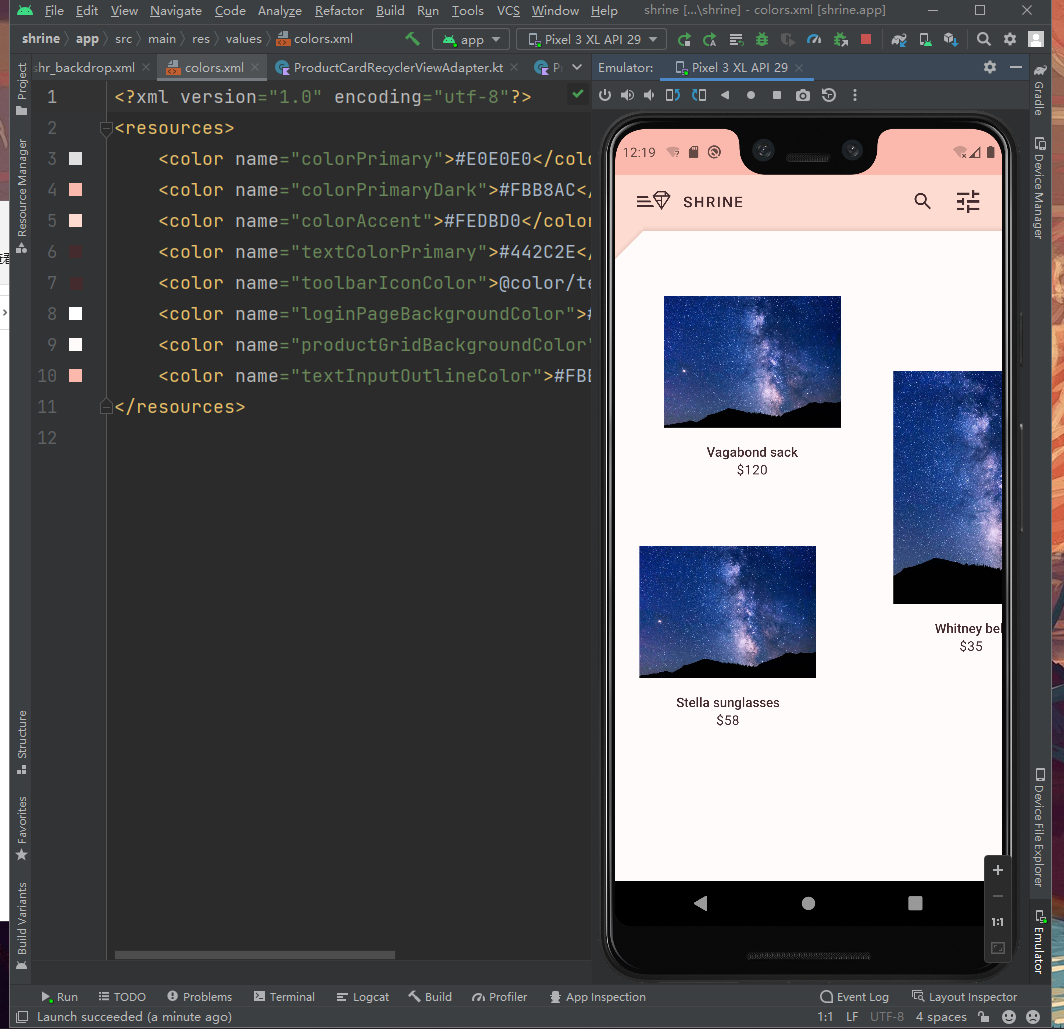 File Edit View Navigate Code Analyze Refactor Build Run Tools VCS Window Help shrine [...\shrine] - colors.xml [shrine.app]
shrine app src main res values colors.xml app Pixel 3 XL API 29
shr_backdrop.xml colors.xml ProductCardRecyclerViewAdapter.kt Emulator: Pixel 3 XL API 29
1 <?xml version="1.0" encoding="utf-8"?>
2 <resources>
3 <color name="colorPrimary">#E0E0E0</colo
4 <color name="colorPrimaryDark">#FBB8AC</
5 <color name="colorAccent">#FEDBD0</color
6 <color name="textColorPrimary">#442C2E</
7 <color name="toolbarIconColor">@color/te
8 <color name="loginPageBackgroundColor">#
9 <color name="productGridBackgroundColor"
10 <color name="textInputOutlineColor">#FBB
11 </resources>
12
Project
Resource Manager
Structure
Favorites
Build Variants
12:19
SHRINE
Vagabond sack
$120
Whitney bel
$35
Stella sunglasses
$58
1:1
Gradle
Device Manager
Device File Explorer
Emulator
Run TODO Problems Terminal Logcat Build Profiler App Inspection Event Log Layout Inspector
Launch succeeded (a minute ago) 1:1 LF UTF-8 4 spaces